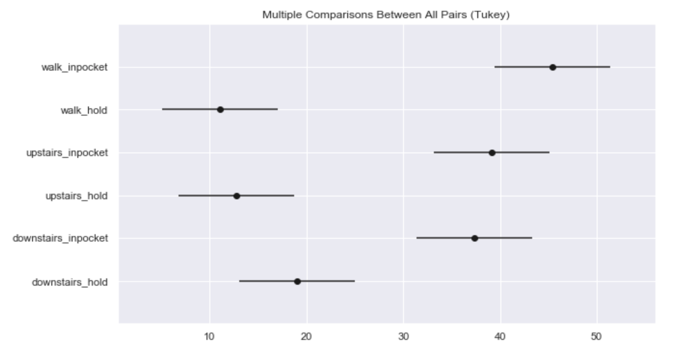 Multiple Comparisons Between All Pairs (Tukey)
walk_inpocket
walk_hold
upstairs_inpocket
upstairs_hold
downstairs_inpocket
downstairs_hold
10 20 30 40 50